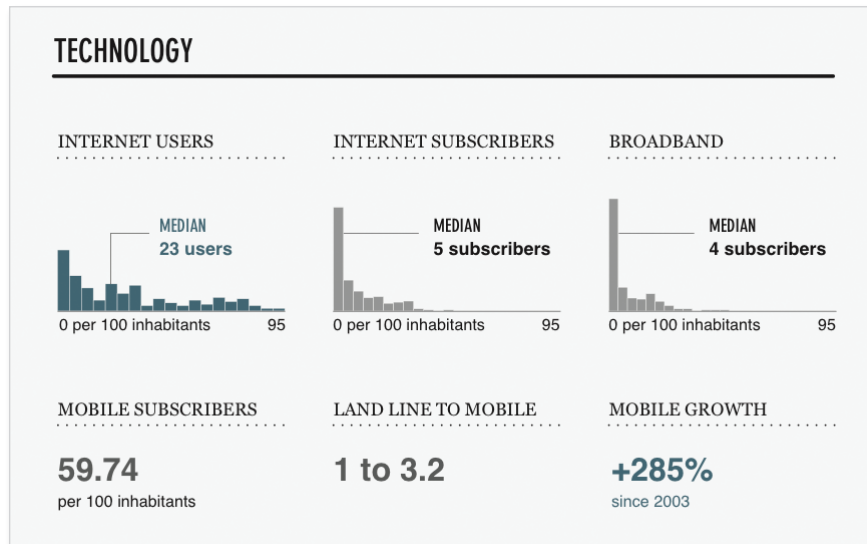 TECHNOLOGY
INTERNET USERS
MEDIAN
23 users
0 per 100 inhabitants 95
INTERNET SUBSCRIBERS
MEDIAN
5 subscribers
0 per 100 inhabitants 95
BROADBAND
MEDIAN
4 subscribers
0 per 100 inhabitants 95
MOBILE SUBSCRIBERS
59.74
per 100 inhabitants
LAND LINE TO MOBILE
1 to 3.2
MOBILE GROWTH
+285%
since 2003